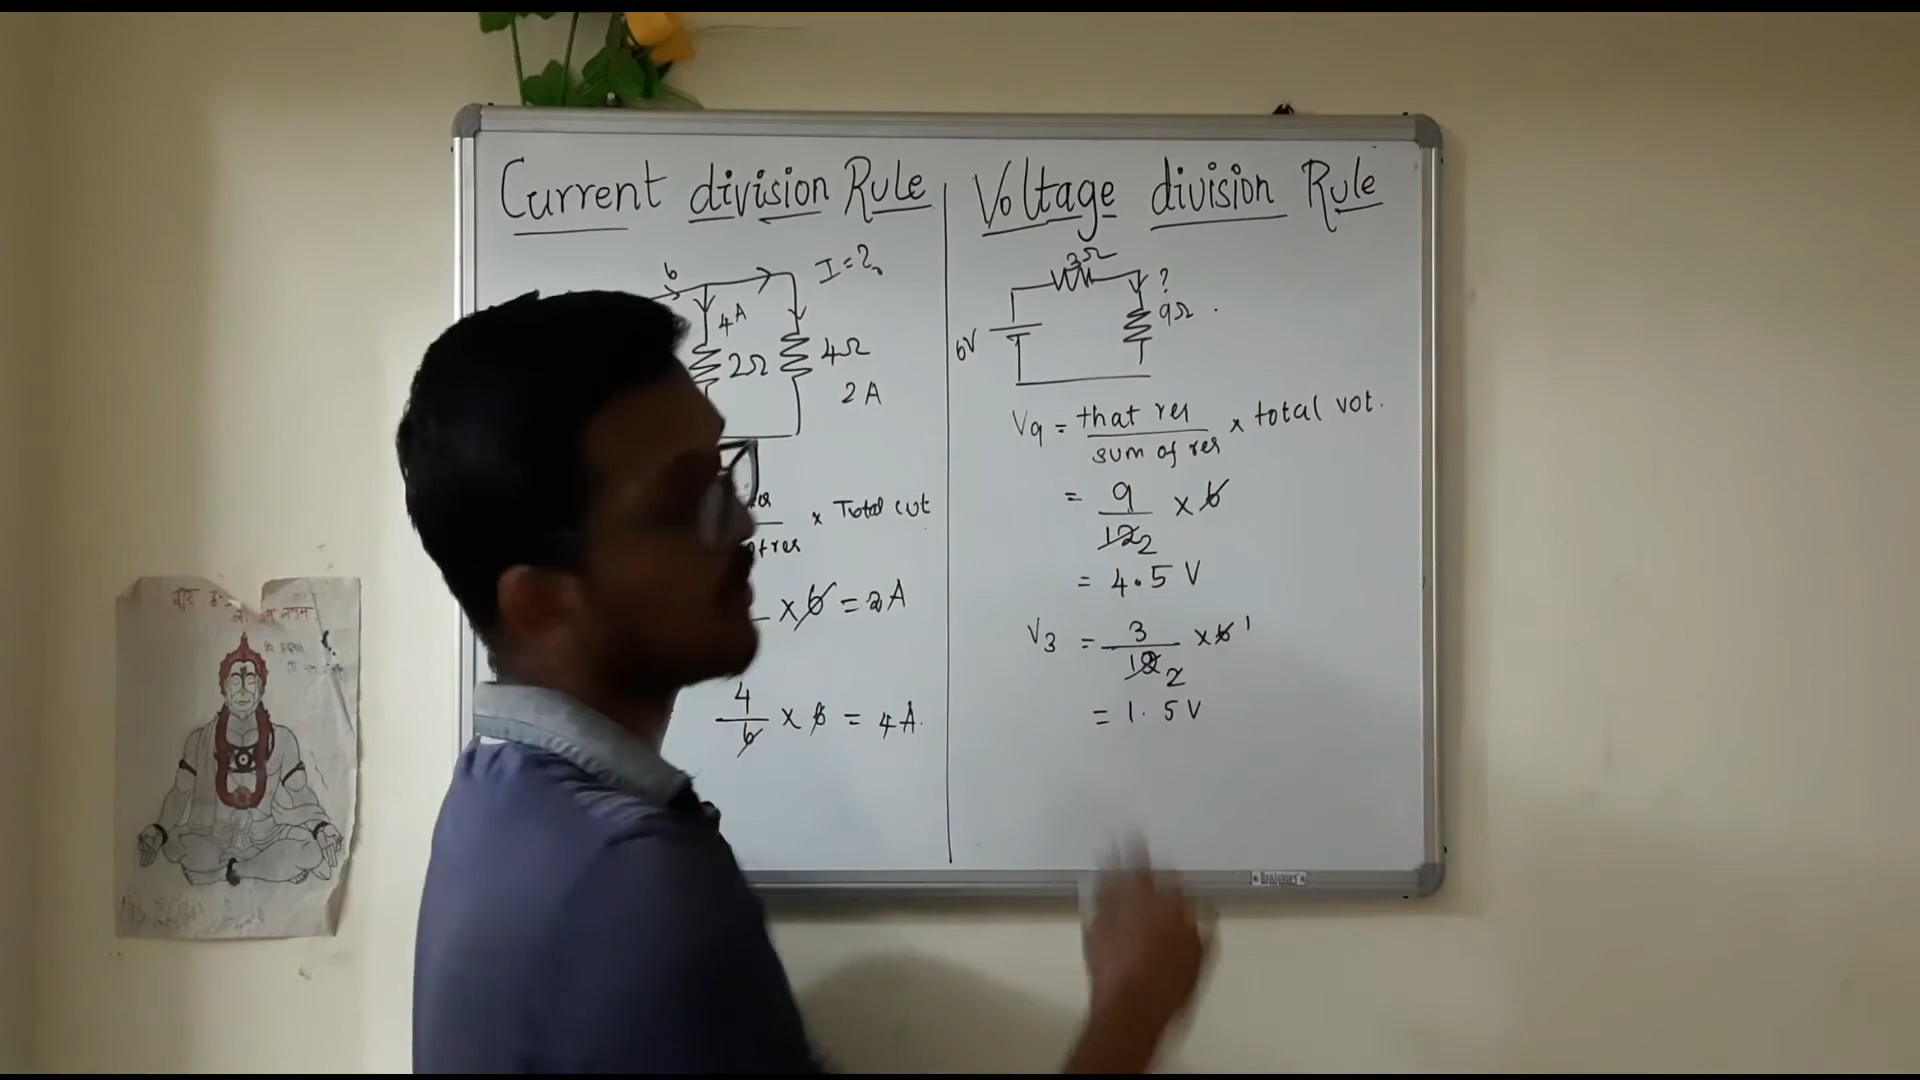 Current division Rule
6
I = ?
4A
2Ω
4Ω
2 A
× Total cut
× 6 = 2A
4
6
× 6 = 4A.
Voltage division Rule
3Ω
?
9Ω
6V
V9 = that res × total vot.
sum of res
= 9 × 6
12 2
= 4.5 V
V3 = 3 × 6 1
12 2
= 1.5 V